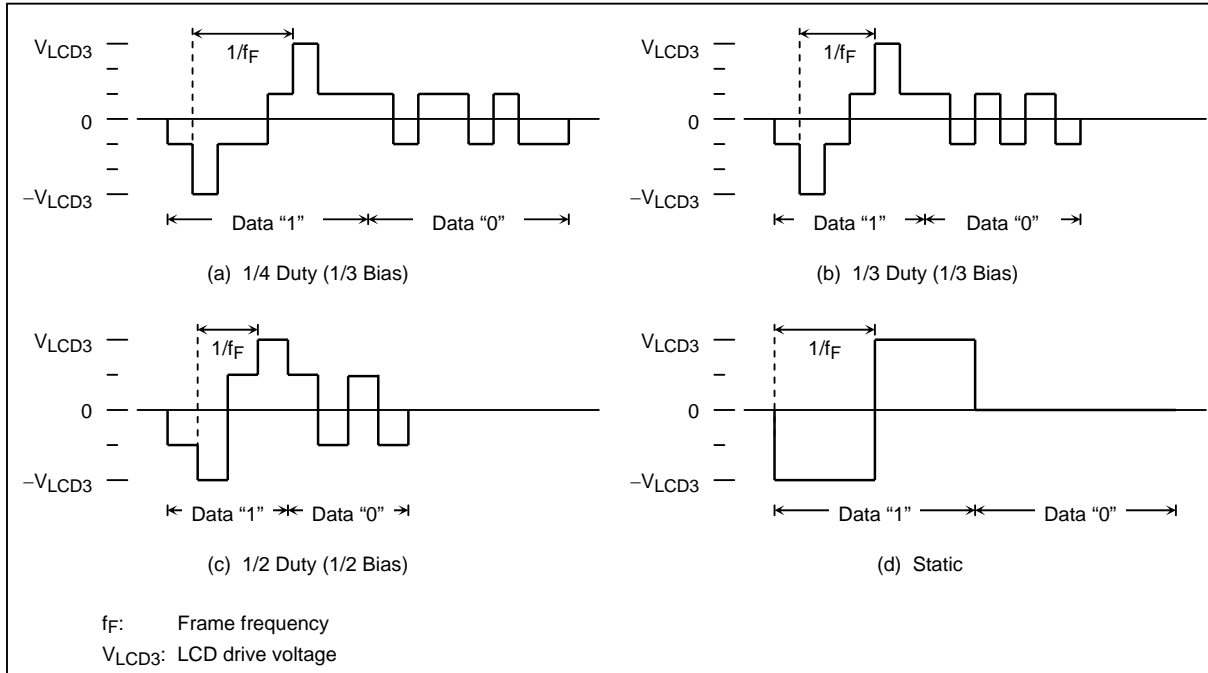 1/fF
VLCD3
0
−VLCD3
Data “1”
Data “0”
(a) 1/4 Duty (1/3 Bias)
1/fF
VLCD3
0
−VLCD3
Data “1”
Data “0”
(b) 1/3 Duty (1/3 Bias)
1/fF
VLCD3
0
−VLCD3
Data “1”
Data “0”
(c) 1/2 Duty (1/2 Bias)
1/fF
VLCD3
0
−VLCD3
Data “1”
Data “0”
(d) Static
fF: Frame frequency
VLCD3: LCD drive voltage